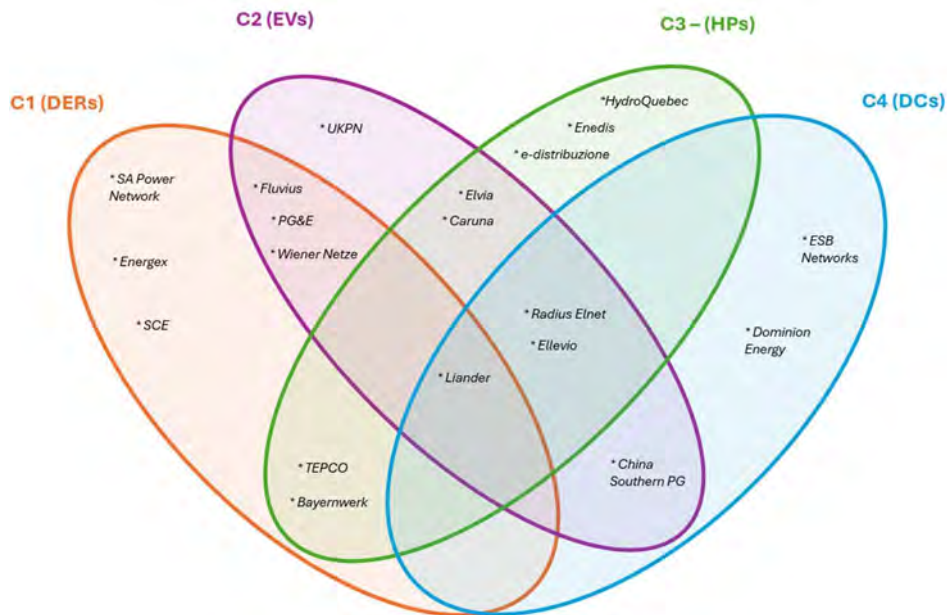 C2 (EVs)
C3 – (HPs)
C1 (DERs)
C4 (DCs)
* HydroQuebec
* UKPN
* Enedis
* e-distribuzione
* SA Power
Network
* Fluvius
* Elvia
* PG&E
* Caruna
* Wiener Netze
* Energex
* ESB
Networks
* SCE
* Radius Elnet
* Ellevio
* Dominion
Energy
* Liander
* TEPCO
* Bayernwerk
* China
Southern PG